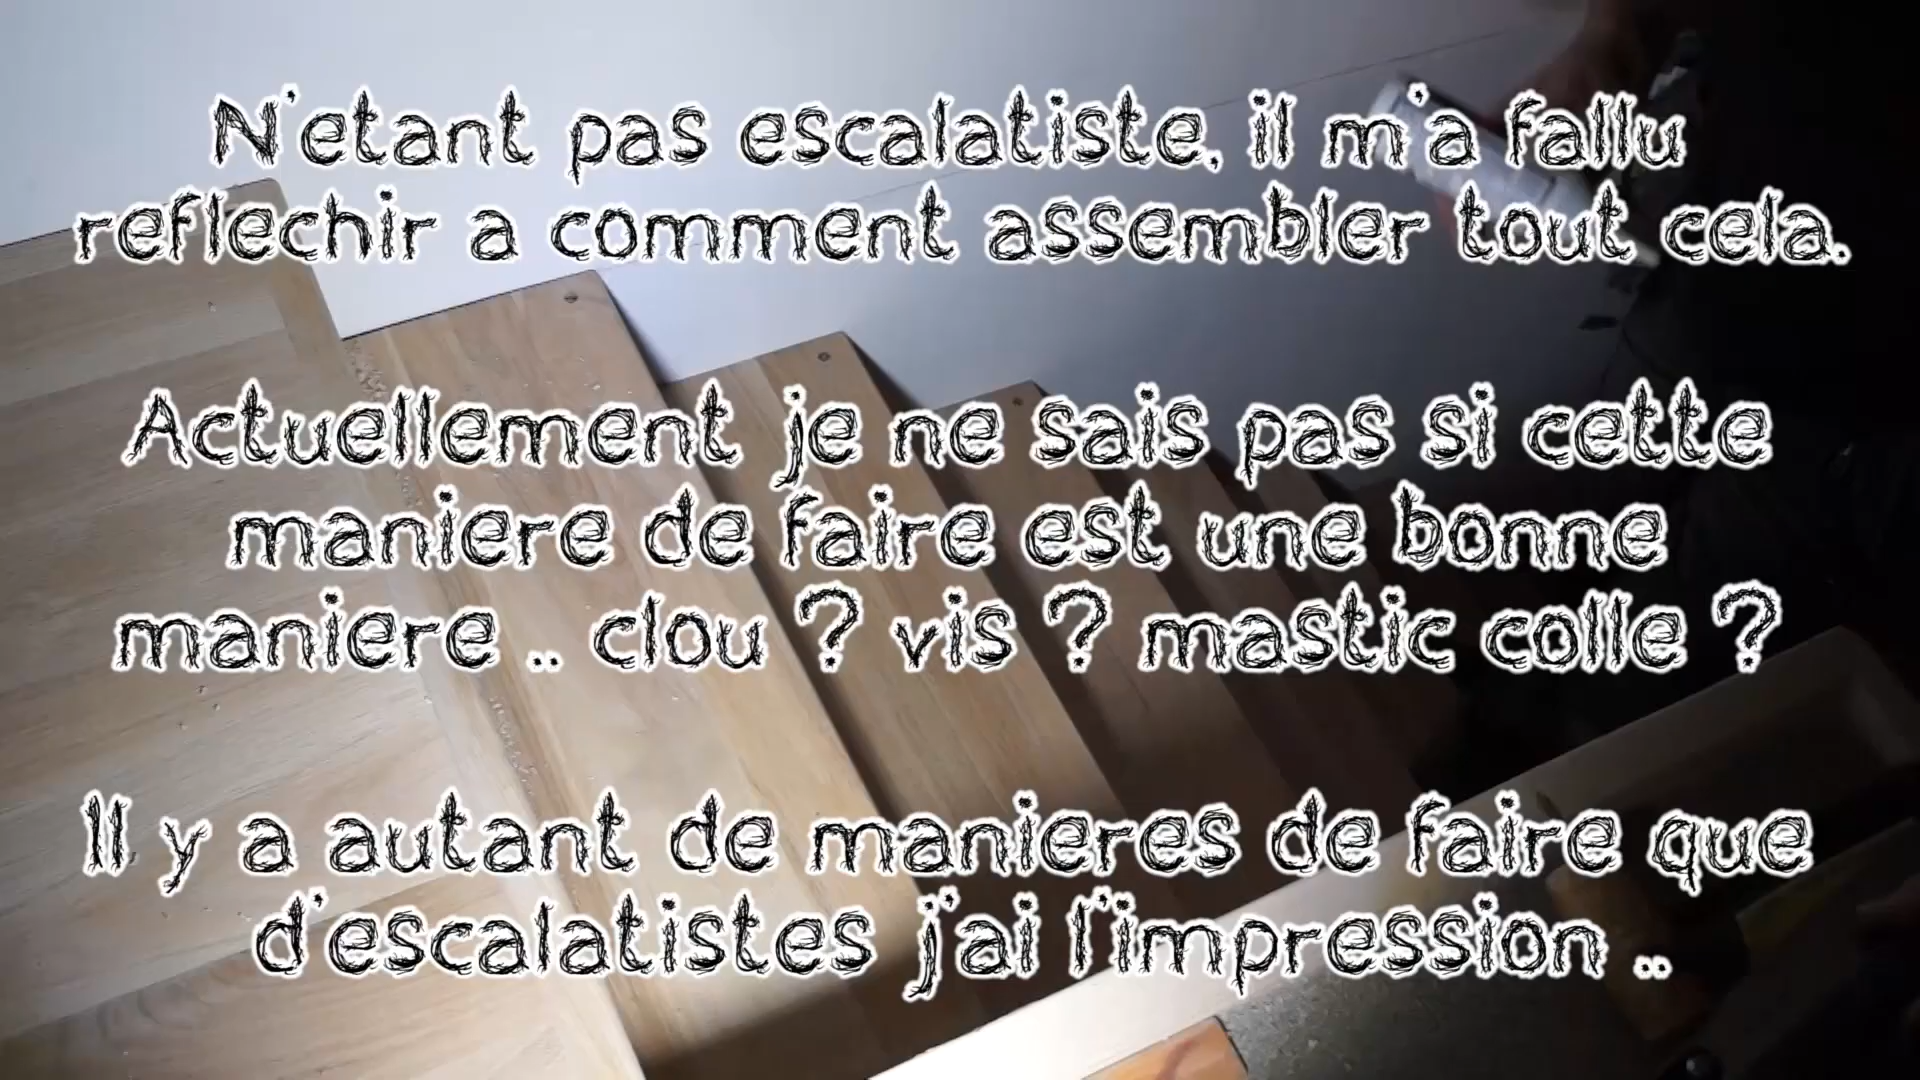 N'etant pas escalatiste, il m'a fallu
reflechir a comment assembler tout cela.
Actuellement je ne sais pas si cette
maniere de faire est une bonne
maniere .. clou ? vis ? mastic colle ?
Il y a autant de manieres de faire que
d'escalatistes j'ai l'impression ..